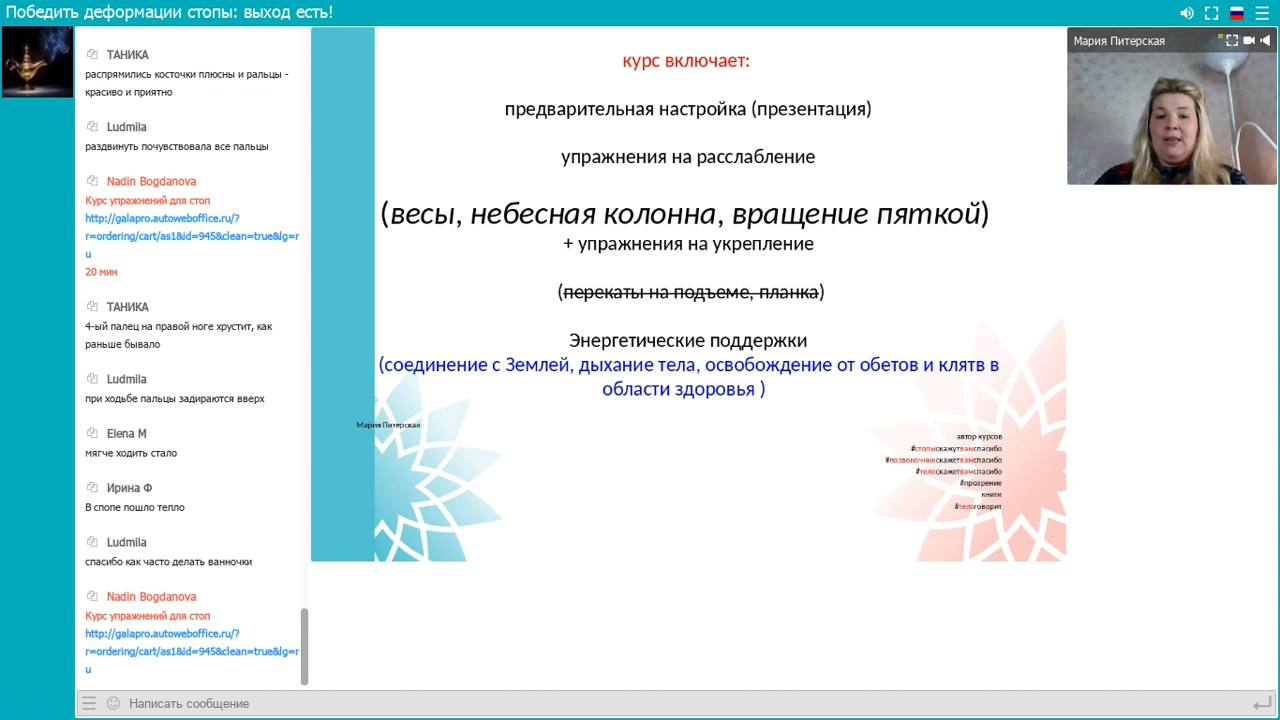 Победить деформации стопы: выход есть!
ТАНИКА
распрямились косточки плюсны и ральцы -
красиво и приятно
Ludmila
раздвинуть почувствовала все пальцы
Nadin Bogdanova
Курс упражнений для стоп
http://galapro.autoweboffice.ru/?
r=ordering/cart/as1&id=945&clean=true&lg=r
u
20 мин
ТАНИКА
4-ый палец на правой ноге хрустит, как
раньше бывало
Ludmila
при ходьбе пальцы задираются вверх
Elena M
мягче ходить стало
Ирина Ф
В спопе пошло тепло
Ludmila
спасибо как часто делать ванночки
Nadin Bogdanova
Курс упражнений для стоп
http://galapro.autoweboffice.ru/?
r=ordering/cart/as1&id=945&clean=true&lg=r
u
Написать сообщение
курс включает:
предварительная настройка (презентация)
упражнения на расслабление
(весы, небесная колонна, вращение пяткой)
+ упражнения на укрепление
(перекаты на подъеме, планка)
Энергетические поддержки
(соединение с Землей, дыхание тела, освобождение от обетов и клятв в
области здоровья )
Мария Питерская
автор курсов
#стопыскажутвамспасибо
#позвоночникскажетвамспасибо
#телоскажетвамспасибо
#прозрение
книги
#телоговорит
Мария Питерская